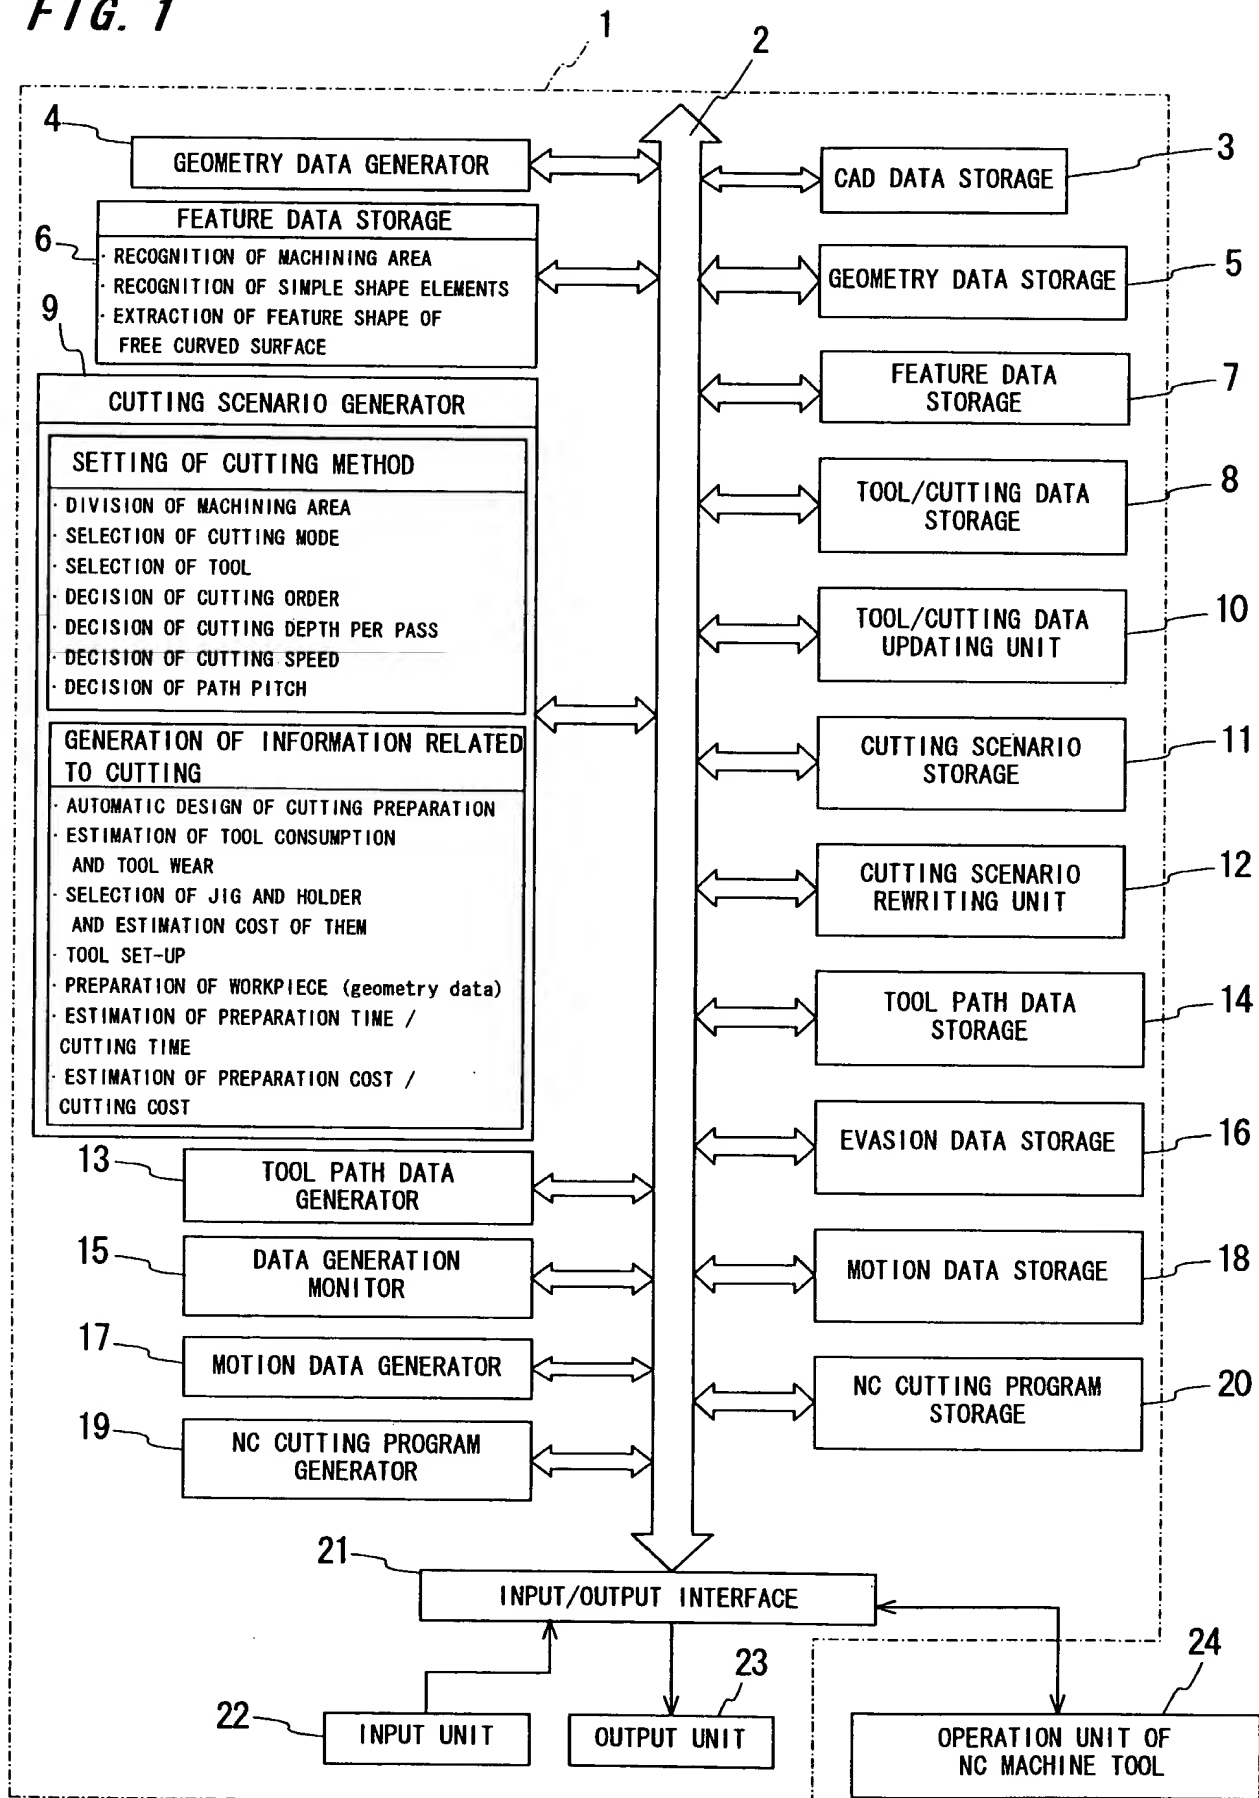 FIG. 1
1
2
4
GEOMETRY DATA GENERATOR
CAD DATA STORAGE
3
FEATURE DATA STORAGE
6
· RECOGNITION OF MACHINING AREA
· RECOGNITION OF SIMPLE SHAPE ELEMENTS
· EXTRACTION OF FEATURE SHAPE OF
FREE CURVED SURFACE
GEOMETRY DATA STORAGE
5
9
CUTTING SCENARIO GENERATOR
SETTING OF CUTTING METHOD
· DIVISION OF MACHINING AREA
· SELECTION OF CUTTING MODE
· SELECTION OF TOOL
· DECISION OF CUTTING ORDER
· DECISION OF CUTTING DEPTH PER PASS
· DECISION OF CUTTING SPEED
· DECISION OF PATH PITCH
GENERATION OF INFORMATION RELATED
TO CUTTING
· AUTOMATIC DESIGN OF CUTTING PREPARATION
· ESTIMATION OF TOOL CONSUMPTION
AND TOOL WEAR
· SELECTION OF JIG AND HOLDER
AND ESTIMATION COST OF THEM
· TOOL SET-UP
· PREPARATION OF WORKPIECE (geometry data)
· ESTIMATION OF PREPARATION TIME /
CUTTING TIME
· ESTIMATION OF PREPARATION COST /
CUTTING COST
FEATURE DATA
STORAGE
7
TOOL/CUTTING DATA
STORAGE
8
TOOL/CUTTING DATA
UPDATING UNIT
10
CUTTING SCENARIO
STORAGE
11
CUTTING SCENARIO
REWRITING UNIT
12
TOOL PATH DATA
STORAGE
14
13
TOOL PATH DATA
GENERATOR
EVASION DATA STORAGE
16
15
DATA GENERATION
MONITOR
MOTION DATA STORAGE
18
17
MOTION DATA GENERATOR
NC CUTTING PROGRAM
STORAGE
20
19
NC CUTTING PROGRAM
GENERATOR
21
INPUT/OUTPUT INTERFACE
22
INPUT UNIT
23
OUTPUT UNIT
24
OPERATION UNIT OF
NC MACHINE TOOL